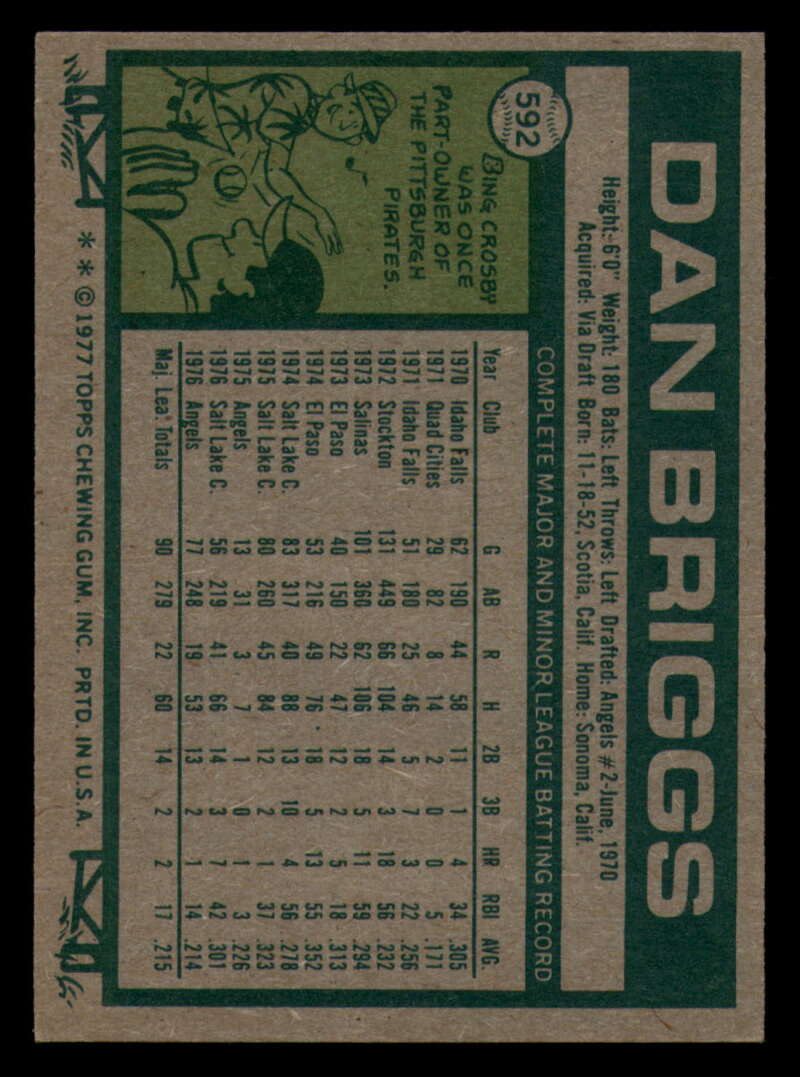 592
DAN BRIGGS
Height: 6'0" Weight: 180 Bats: Left Throws: Left Drafted: Angels #2-June, 1970
Acquired: Via Draft Born: 11-18-52, Scotia, Calif. Home: Sonoma, Calif.
BING CROSBY
WAS ONCE
PART-OWNER OF
THE PITTSBURGH
PIRATES.
COMPLETE MAJOR AND MINOR LEAGUE BATTING RECORD
Year Club G AB R H 2B 3B HR RBI AVG.
1970 Idaho Falls 62 190 44 58 11 1 4 34 .305
1971 Quad Cities 29 82 8 14 2 0 0 5 .171
1971 Idaho Falls 51 180 25 46 5 7 3 22 .256
1972 Stockton 131 449 66 104 14 3 18 56 .232
1973 Salinas 101 360 62 106 18 5 11 59 .294
1973 El Paso 40 150 22 47 12 2 5 18 .313
1974 El Paso 53 216 49 76 18 5 13 55 .352
1974 Salt Lake C. 83 317 40 88 13 10 4 56 .278
1975 Salt Lake C. 80 260 45 84 12 2 1 37 .323
1975 Angels 13 31 3 7 1 0 1 3 .226
1976 Salt Lake C. 56 219 41 66 14 3 7 42 .301
1976 Angels 77 248 19 53 13 2 1 14 .214
Maj. Lea. Totals 90 279 22 60 14 2 2 17 .215
* * © 1977 TOPPS CHEWING GUM, INC. PRTD. IN U.S.A.